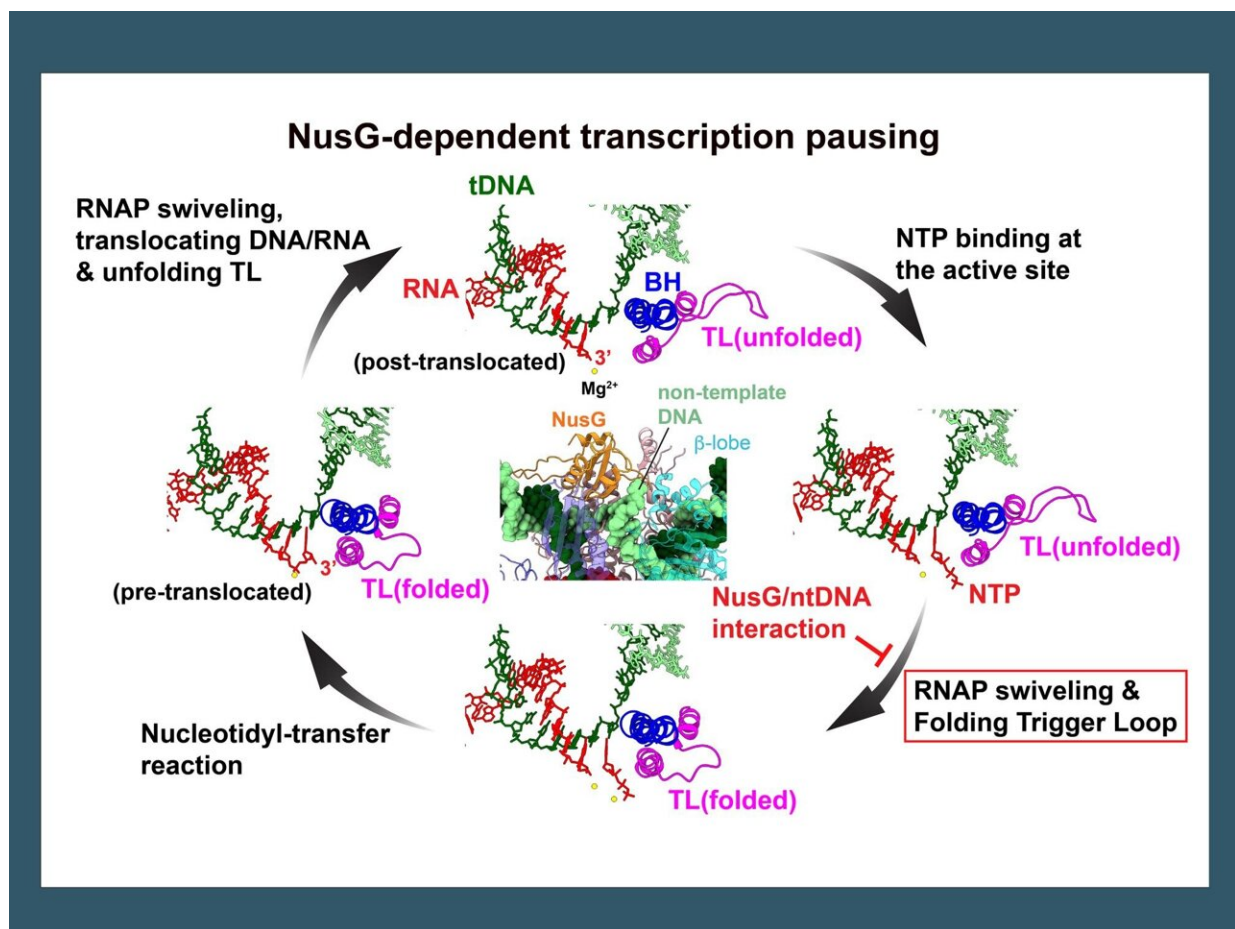 NusG-dependent transcription pausing
RNAP swiveling,
translocating DNA/RNA
& unfolding TL
tDNA
RNA
BH
TL(unfolded)
(post-translocated)
3’
Mg²⁺
NTP binding at
the active site
non-template
DNA
NusG
β-lobe
TL(unfolded)
NTP
3’
(pre-translocated)
TL(folded)
NusG/ntDNA
interaction
RNAP swiveling &
Folding Trigger Loop
Nucleotidyl-transfer
reaction
TL(folded)